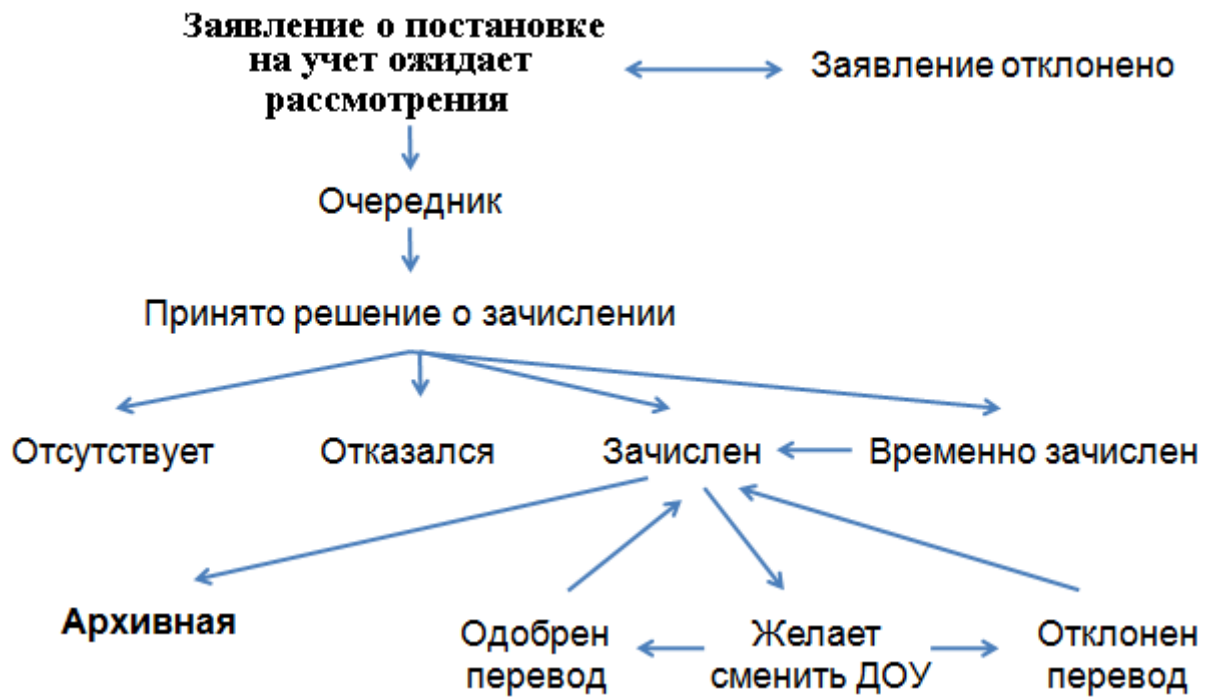 Заявление о постановке
на учет ожидает
рассмотрения
Заявление отклонено
Очередник
Принято решение о зачислении
Отсутствует
Отказался
Зачислен
Временно зачислен
Архивная
Одобрен
перевод
Желает
сменить ДОУ
Отклонен
перевод